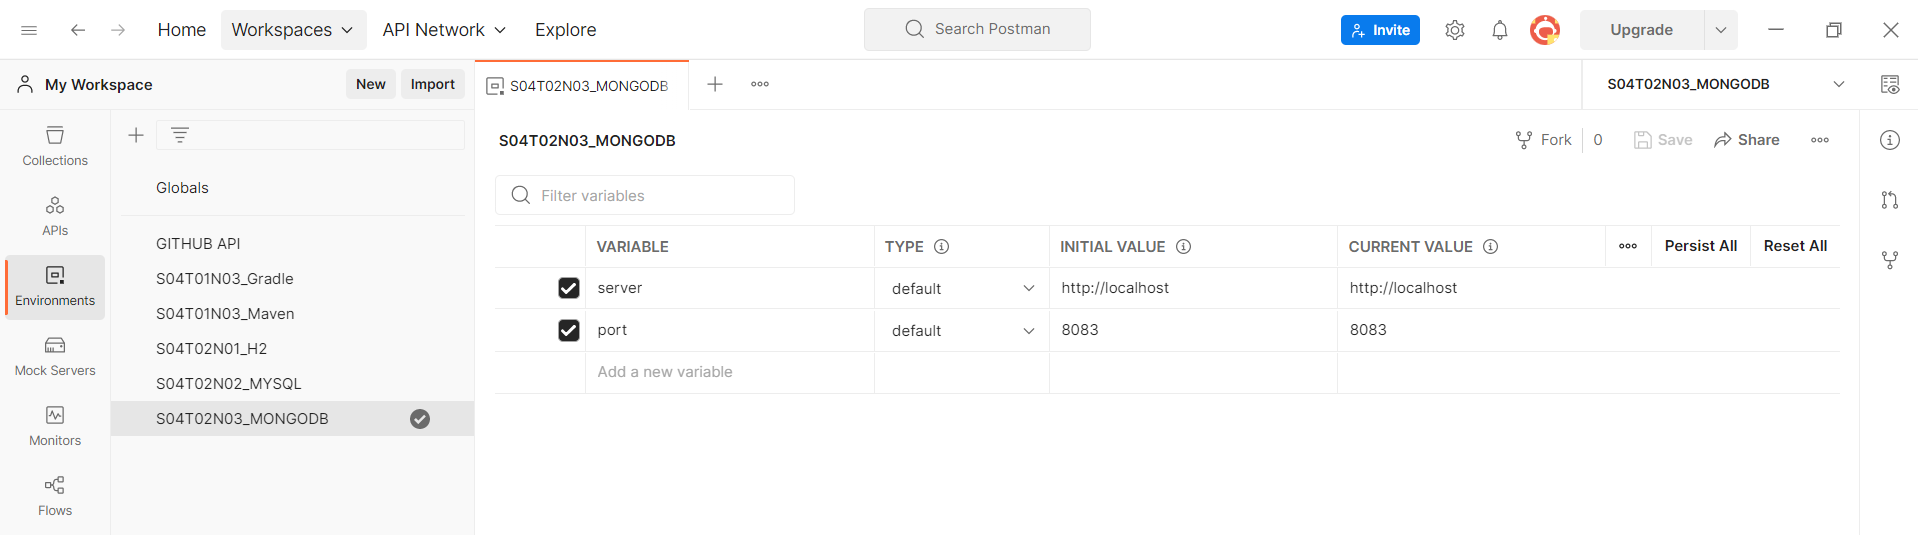 Home Workspaces API Network Explore Search Postman Invite Upgrade
My Workspace New Import S04T02N03_MONGODB S04T02N03_MONGODB
Collections
APIs
Environments
Mock Servers
Monitors
Flows
Globals
GITHUB API
S04T01N03_Gradle
S04T01N03_Maven
S04T02N01_H2
S04T02N02_MYSQL
S04T02N03_MONGODB
S04T02N03_MONGODB Fork 0 Save Share
Filter variables
VARIABLE TYPE INITIAL VALUE CURRENT VALUE Persist All Reset All
server default http://localhost http://localhost
port default 8083 8083
Add a new variable